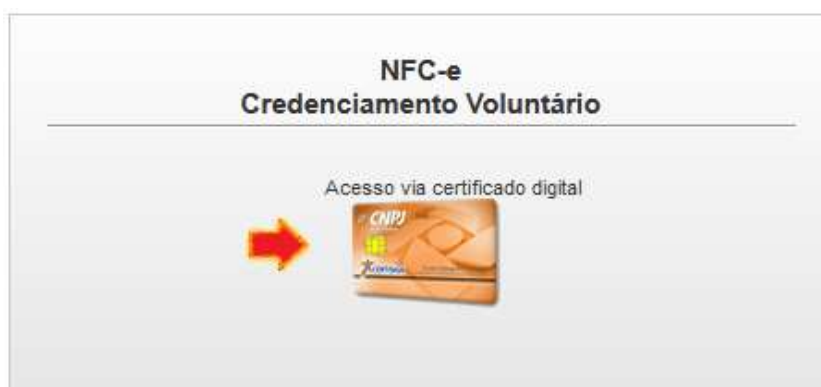 NFC-e
Credenciamento Voluntário
Acesso via certificado digital
CNPJ